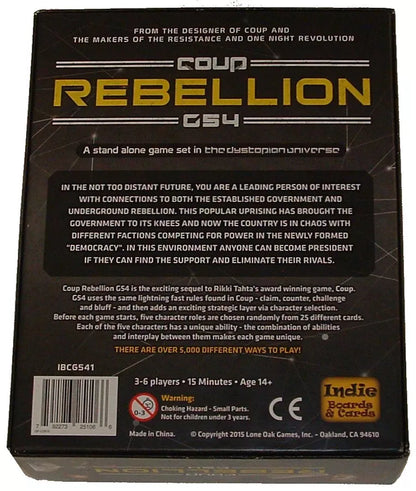 FROM THE DESIGNER OF COUP AND
THE MAKERS OF THE RESISTANCE AND ONE NIGHT REVOLUTION
COUP
REBELLION
G54
A stand alone game set in the dystopian universe
IN THE NOT TOO DISTANT FUTURE, YOU ARE A LEADING PERSON OF INTEREST
WITH CONNECTIONS TO BOTH THE ESTABLISHED GOVERNMENT AND
UNDERGROUND REBELLION. THIS POPULAR UPRISING HAS BROUGHT THE
GOVERNMENT TO ITS KNEES AND NOW THE COUNTRY IS IN CHAOS WITH
DIFFERENT FACTIONS COMPETING FOR POWER IN THE NEWLY FORMED
"DEMOCRACY". IN THIS ENVIRONMENT ANYONE CAN BECOME PRESIDENT
IF THEY CAN FIND THE SUPPORT AND ELIMINATE THEIR RIVALS.
Coup Rebellion G54 is the exciting sequel to Rikki Tahta's award winning game, Coup.
G54 uses the same lightning fast rules found in Coup - claim, counter, challenge
and bluff - and then adds an exciting strategic layer via character selection.
Before each game starts, five character roles are chosen randomly from 25 different cards.
Each of the five characters has a unique ability - the combination of abilities
and interplay between them makes each game unique.
THERE ARE OVER 5,000 DIFFERENT WAYS TO PLAY!
IBCG541
3-6 players • 15 Minutes • Age 14+
0-3
Warning:
Choking Hazard - Small Parts.
Not for children under 3 years.
CE
Indie
Boards
& Cards
7 92273 25106 6
Made in China.
© Copyright 2015 Lone Oak Games, Inc. - Oakland, CA 94610
REBELLION